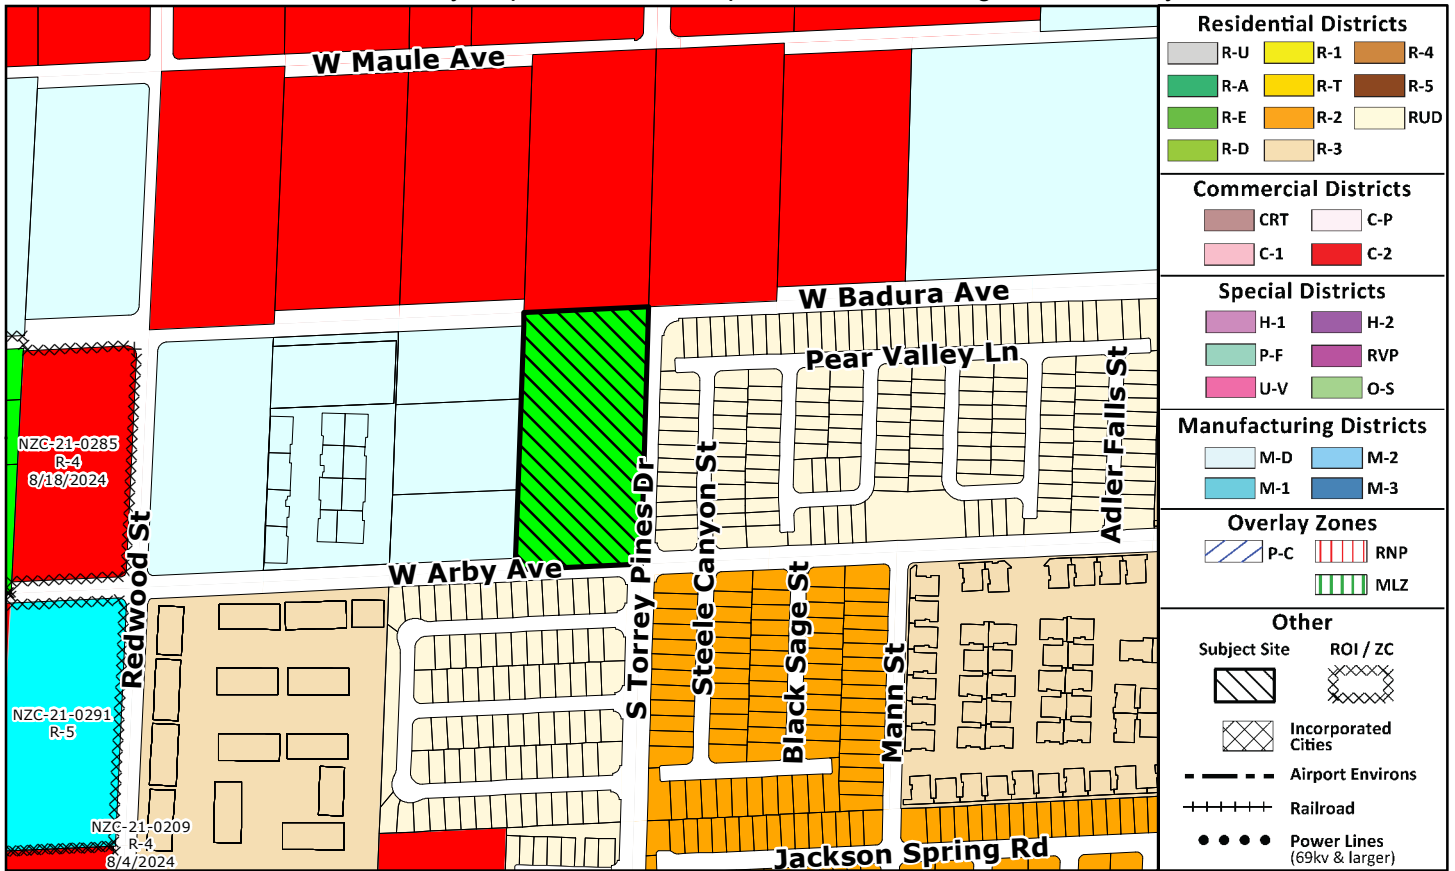 W Maule Ave
W Badura Ave
Pear Valley Ln
Adler Falls St
NZC-21-0285
R-4
8/18/2024
Redwood St
W Arby Ave
S Torrey Pines Dr
Steele Canyon St
Black Sage St
Mann St
NZC-21-0291
R-5
NZC-21-0209
R-4
8/4/2024
Jackson Spring Rd
Residential Districts
R-U R-1 R-4
R-A R-T R-5
R-E R-2 RUD
R-D R-3
Commercial Districts
CRT C-P
C-1 C-2
Special Districts
H-1 H-2
P-F RVP
U-V O-S
Manufacturing Districts
M-D M-2
M-1 M-3
Overlay Zones
P-C RNP
MLZ
Other
Subject Site ROI / ZC
Incorporated
Cities
Airport Environs
Railroad
Power Lines
(69kv & larger)